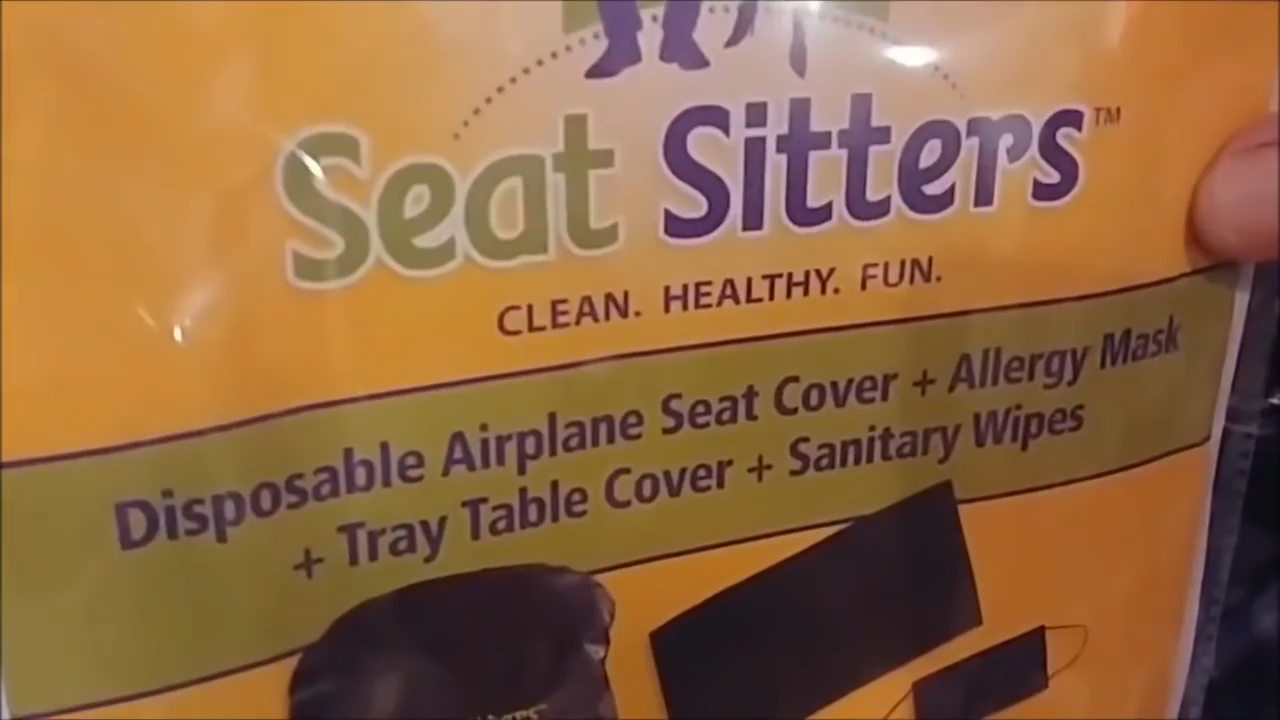 Seat Sitters™
CLEAN. HEALTHY. FUN.
Disposable Airplane Seat Cover + Allergy Mask
+ Tray Table Cover + Sanitary Wipes